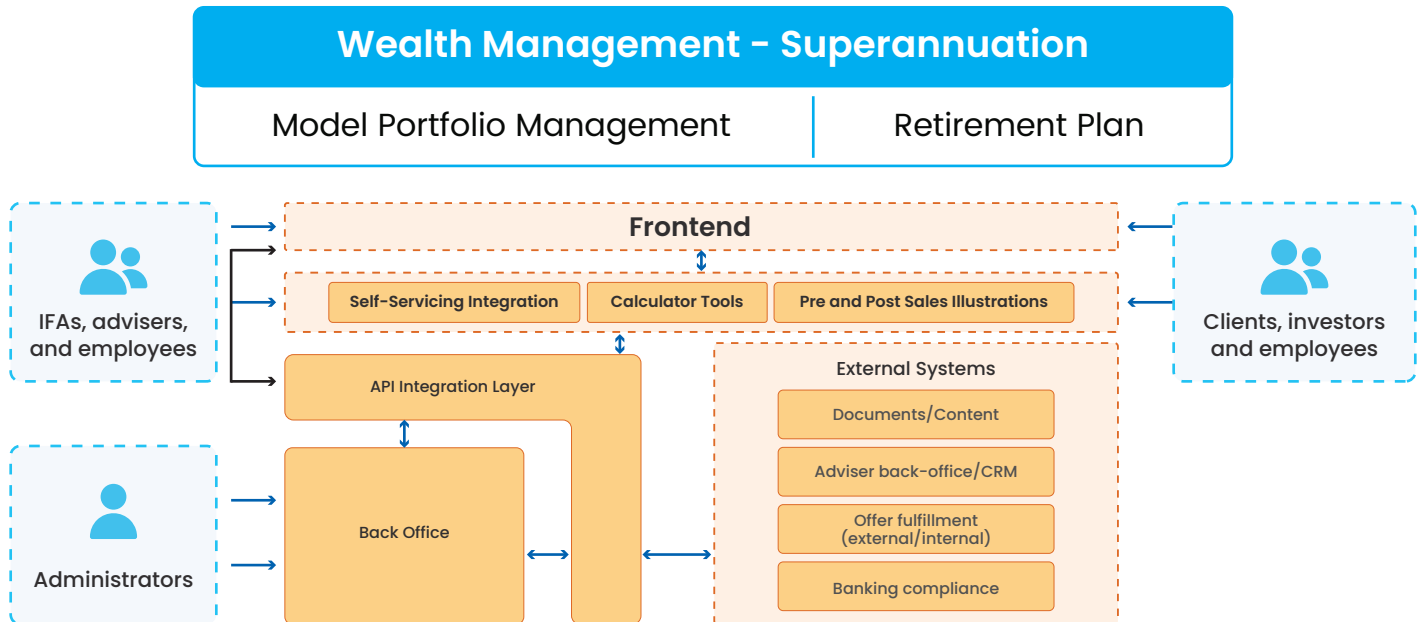 Wealth Management - Superannuation
Model Portfolio Management
Retirement Plan
Frontend
IFAs, advisers,
and employees
Self-Servicing Integration
Calculator Tools
Pre and Post Sales Illustrations
Clients, investors
and employees
API Integration Layer
External Systems
Documents/Content
Adviser back-office/CRM
Offer fulfillment
(external/internal)
Banking compliance
Back Office
Administrators